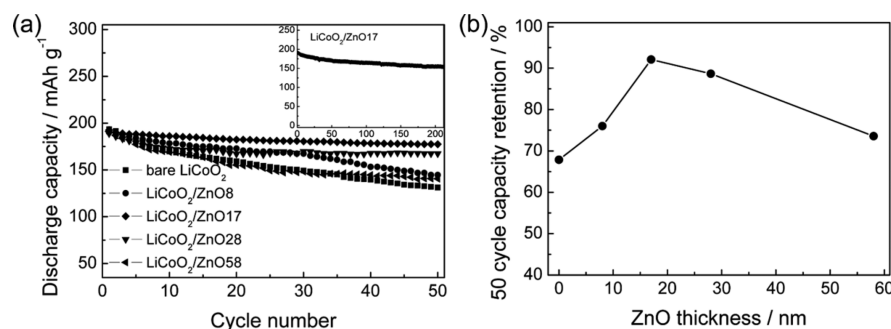 (a)
Discharge capacity / mAh g⁻¹
300
250
200
150
100
50
LiCoO₂/ZnO17
250
200
150
100
50
0
0 50 100 150 200
bare LiCoO₂
LiCoO₂/ZnO8
LiCoO₂/ZnO17
LiCoO₂/ZnO28
LiCoO₂/ZnO58
0 10 20 30 40 50
Cycle number
(b)
50 cycle capacity retention / %
100
90
80
70
60
50
40
0 10 20 30 40 50 60
ZnO thickness / nm